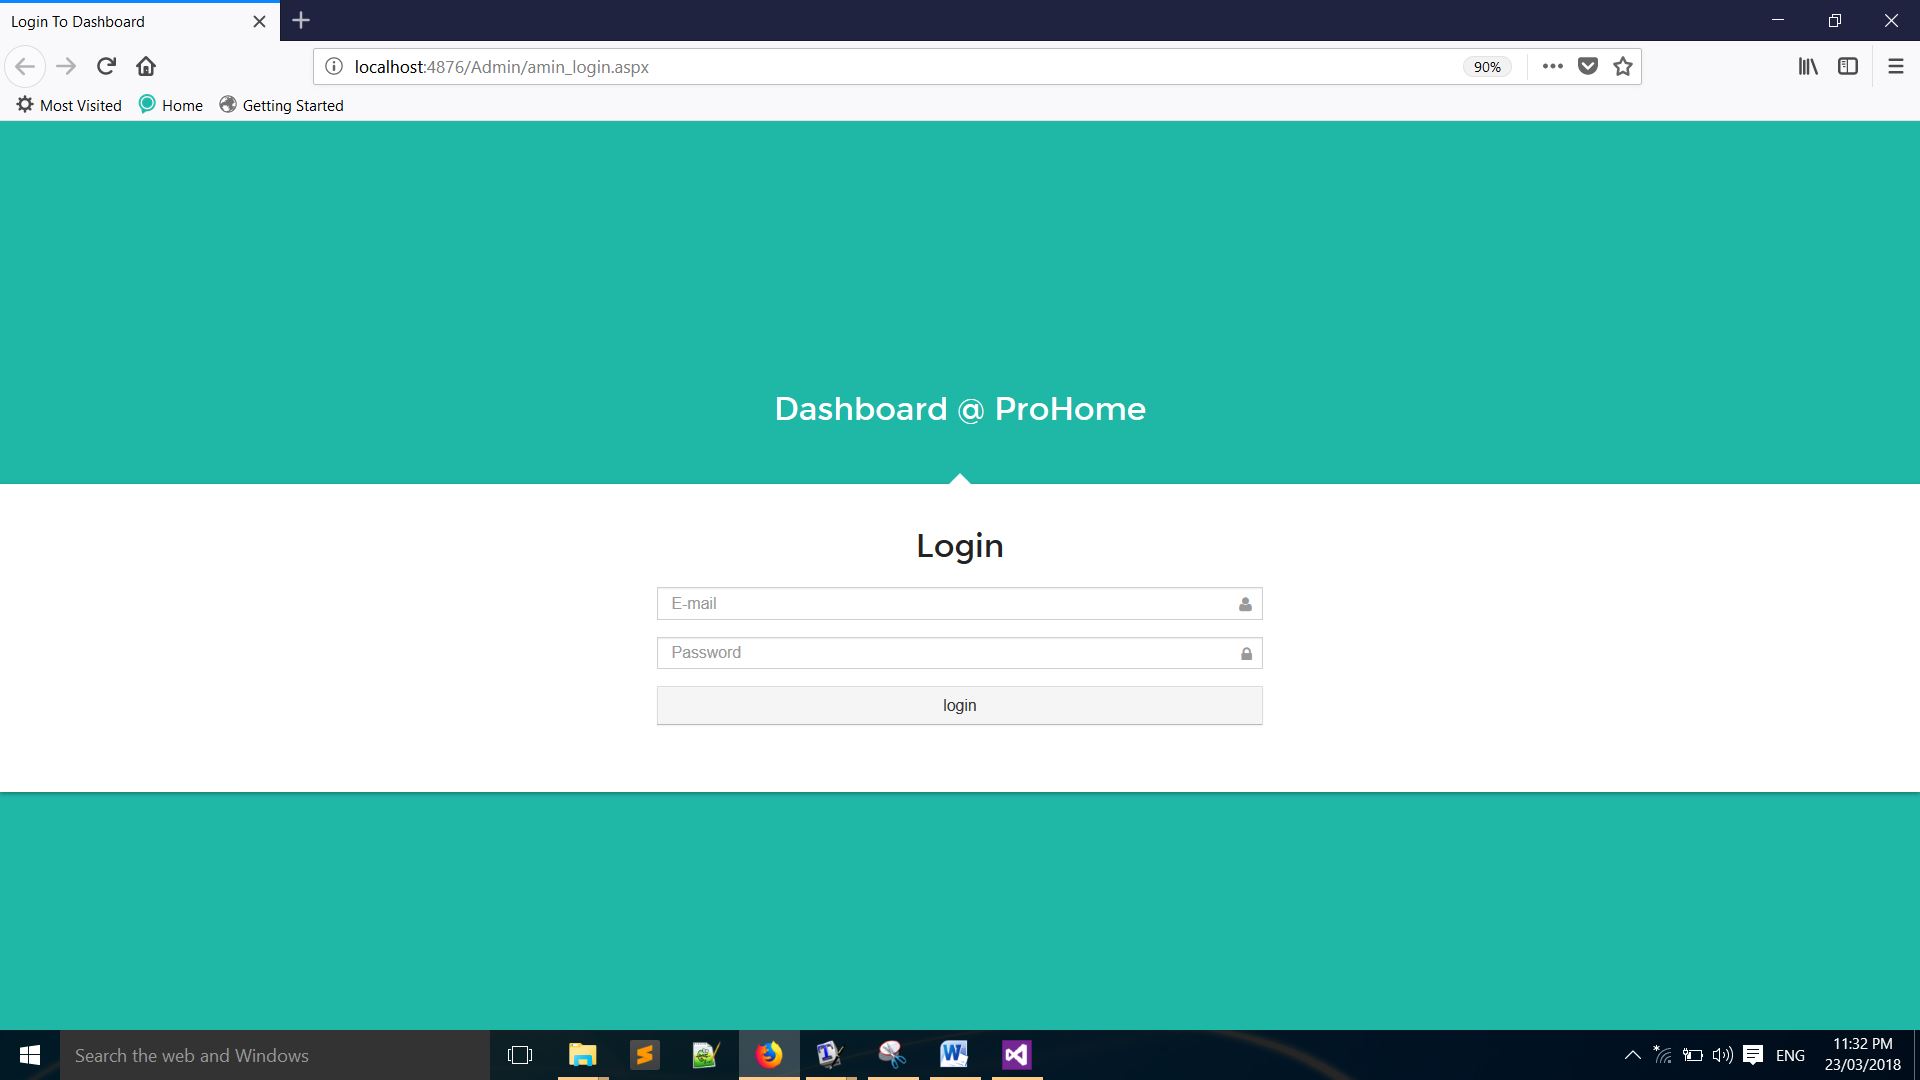 Login To Dashboard
localhost:4876/Admin/amin_login.aspx
90%
Most Visited
Home
Getting Started
Dashboard @ ProHome
Login
E-mail
Password
login
Search the web and Windows
ENG
11:32 PM
23/03/2018